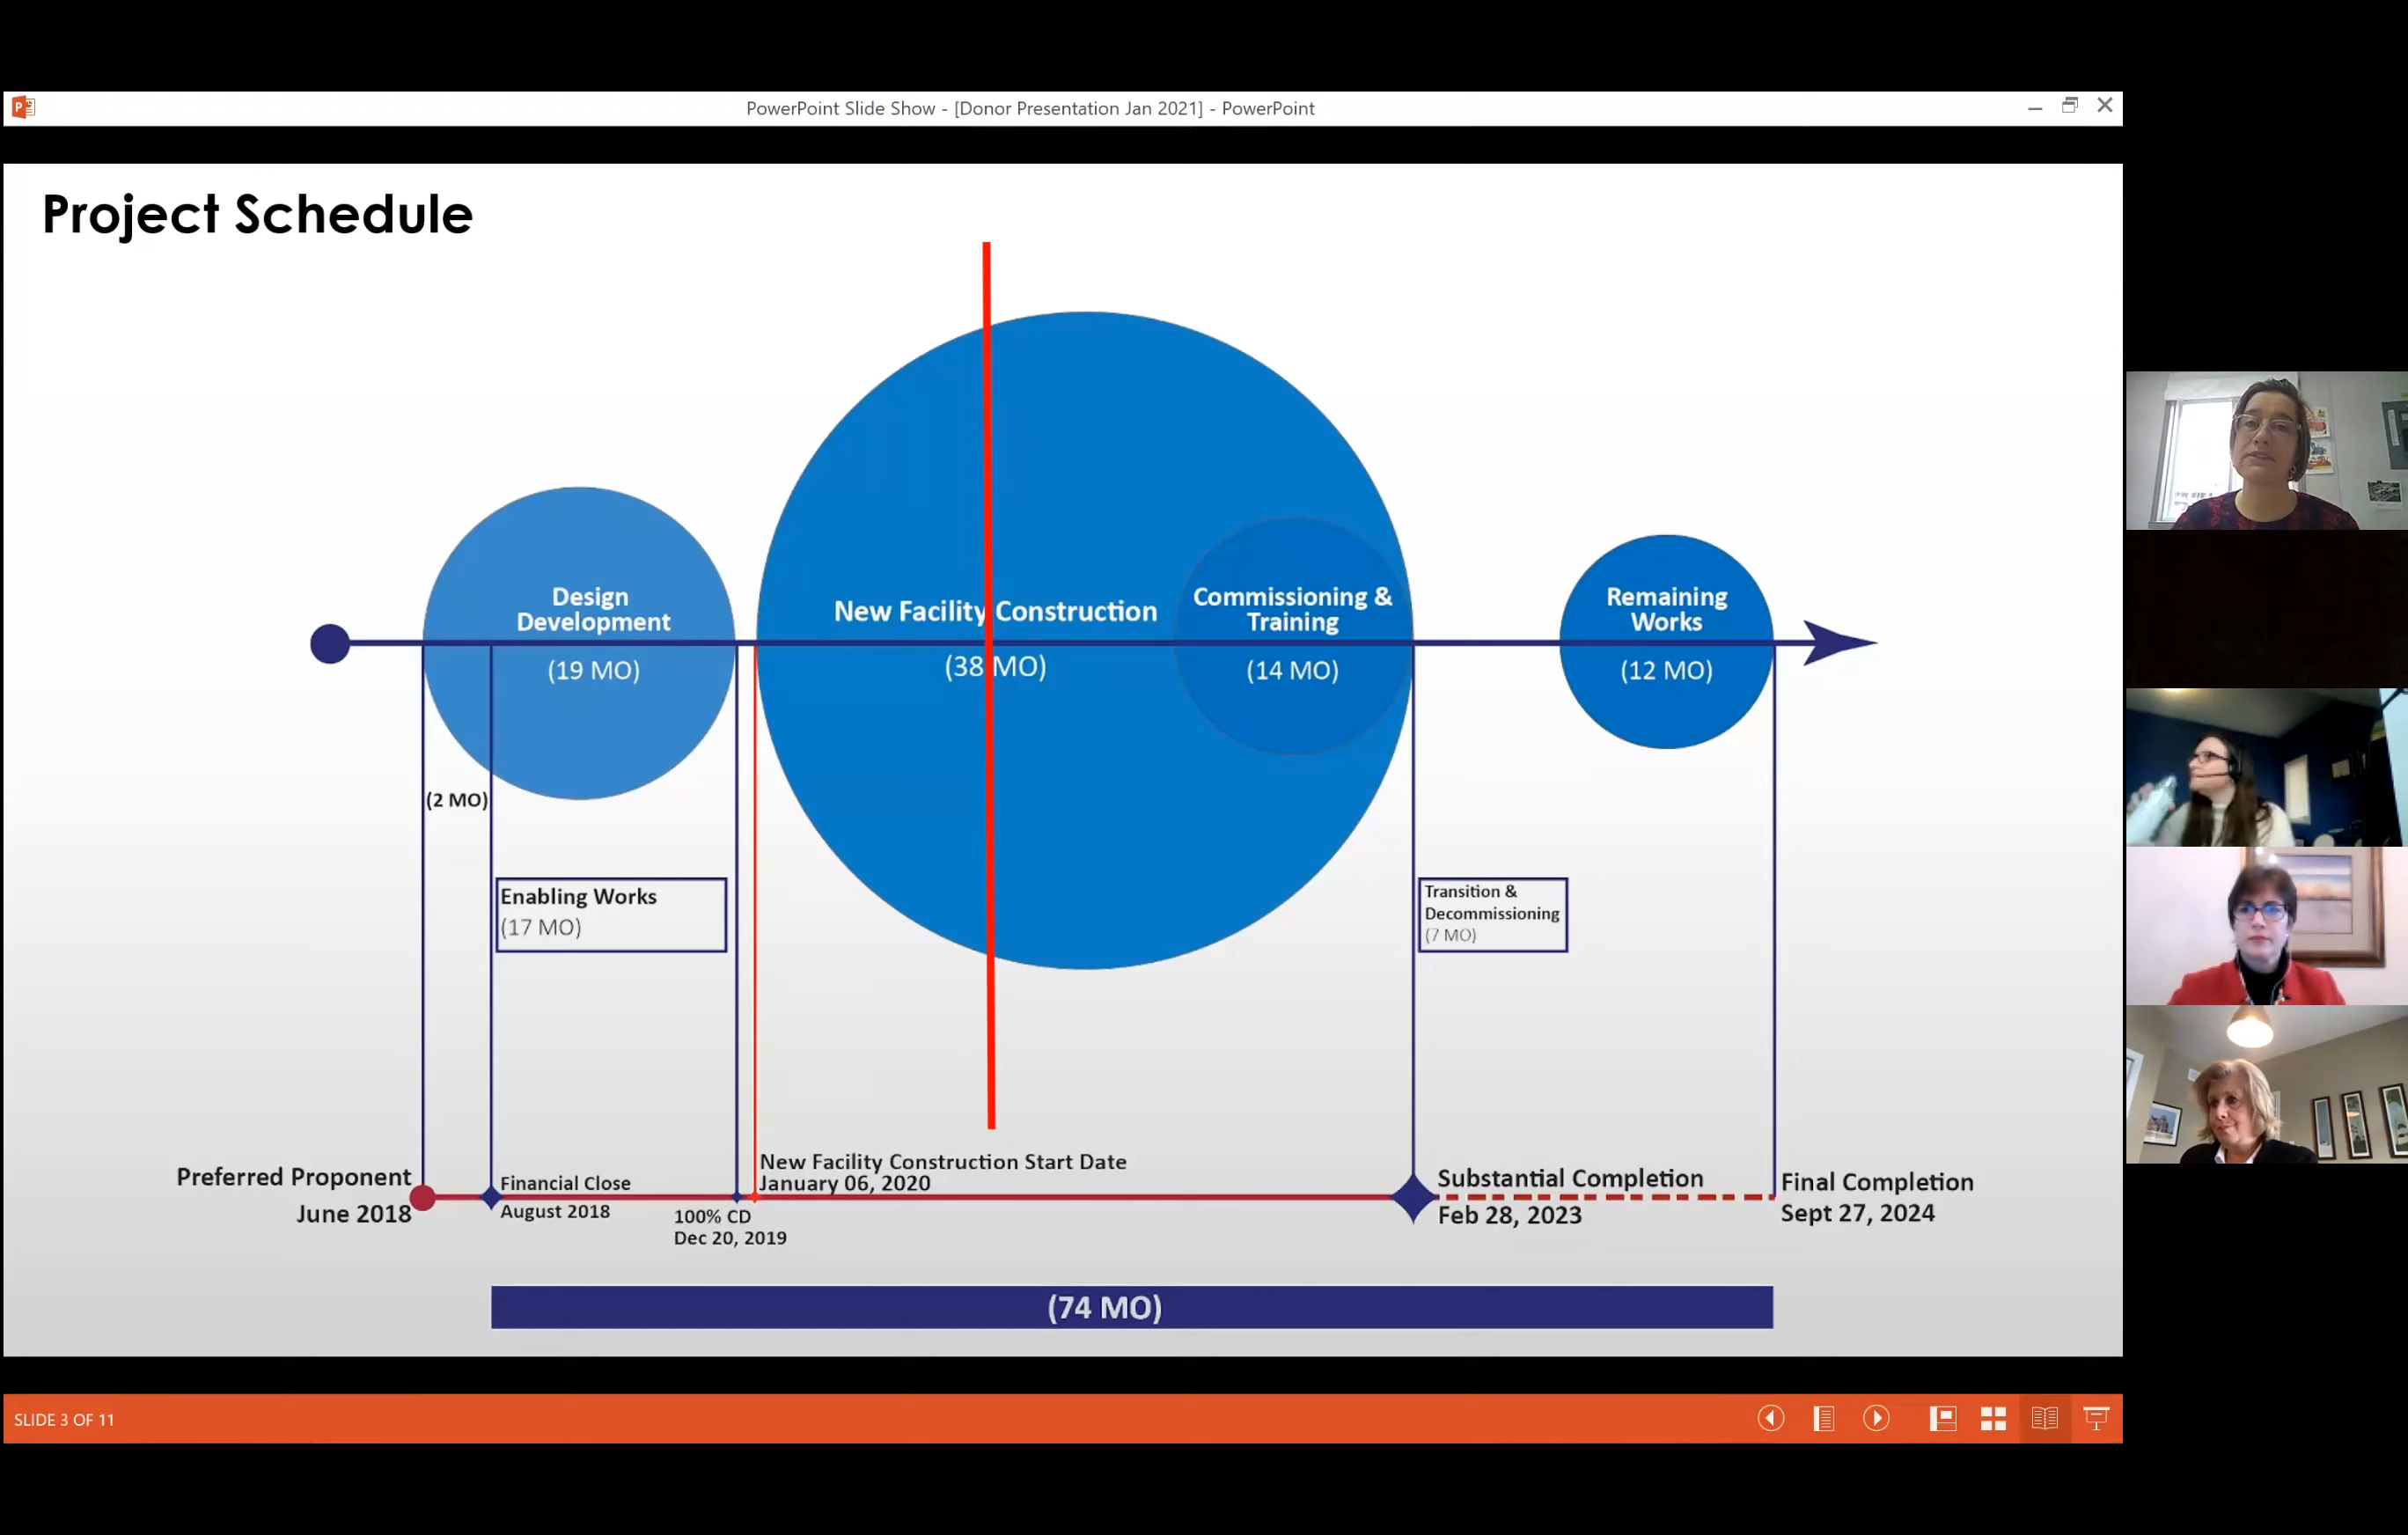 PowerPoint Slide Show - [Donor Presentation Jan 2021] - PowerPoint
Project Schedule
Design
Development
(19 MO)
New Facility Construction
(38 MO)
Commissioning &
Training
(14 MO)
Remaining
Works
(12 MO)
(2 MO)
Enabling Works
(17 MO)
Transition &
Decommissioning
(7 MO)
Preferred Proponent
June 2018
Financial Close
August 2018
100% CD
Dec 20, 2019
New Facility Construction Start Date
January 06, 2020
Substantial Completion
Feb 28, 2023
Final Completion
Sept 27, 2024
(74 MO)
SLIDE 3 OF 11